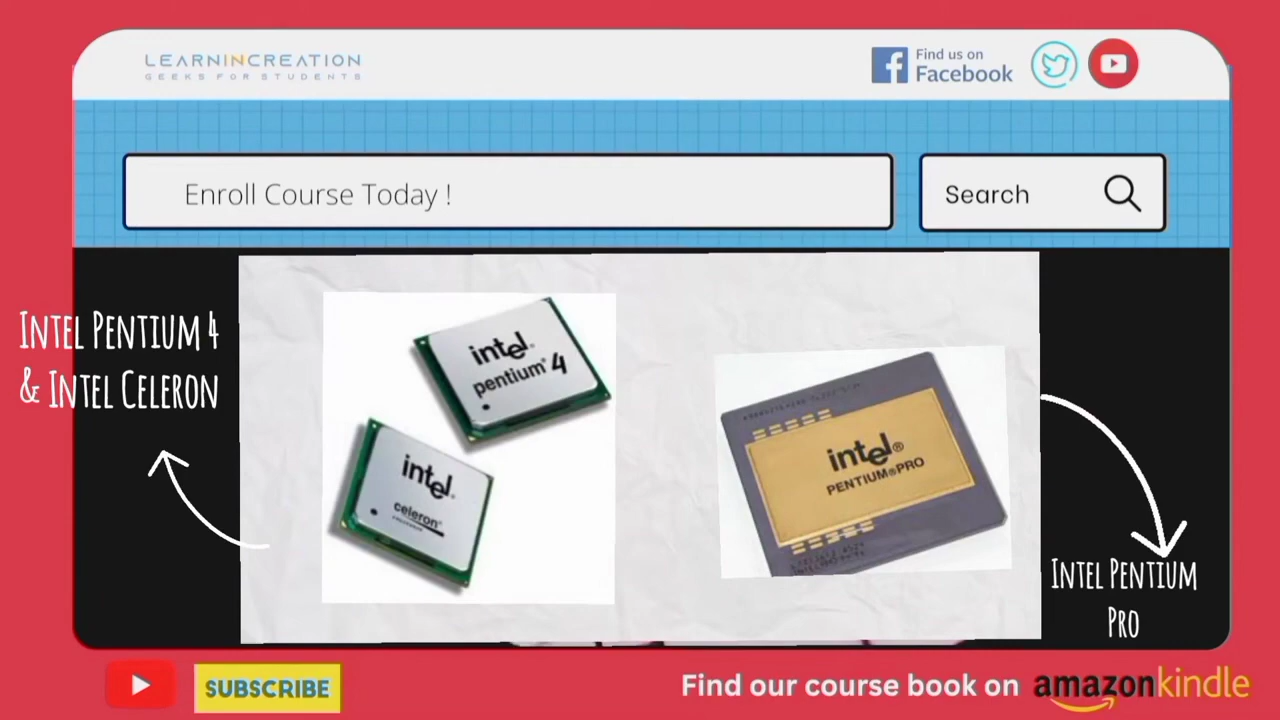 LEARNINCREATION
GEEKS FOR STUDENTS
Find us on
Facebook
Enroll Course Today !
Search
INTEL PENTIUM 4
& INTEL CELERON
intel®
pentium® 4
intel®
celeron®
intel®
PENTIUM®PRO
INTEL PENTIUM
PRO
SUBSCRIBE
Find our course book on amazonkindle